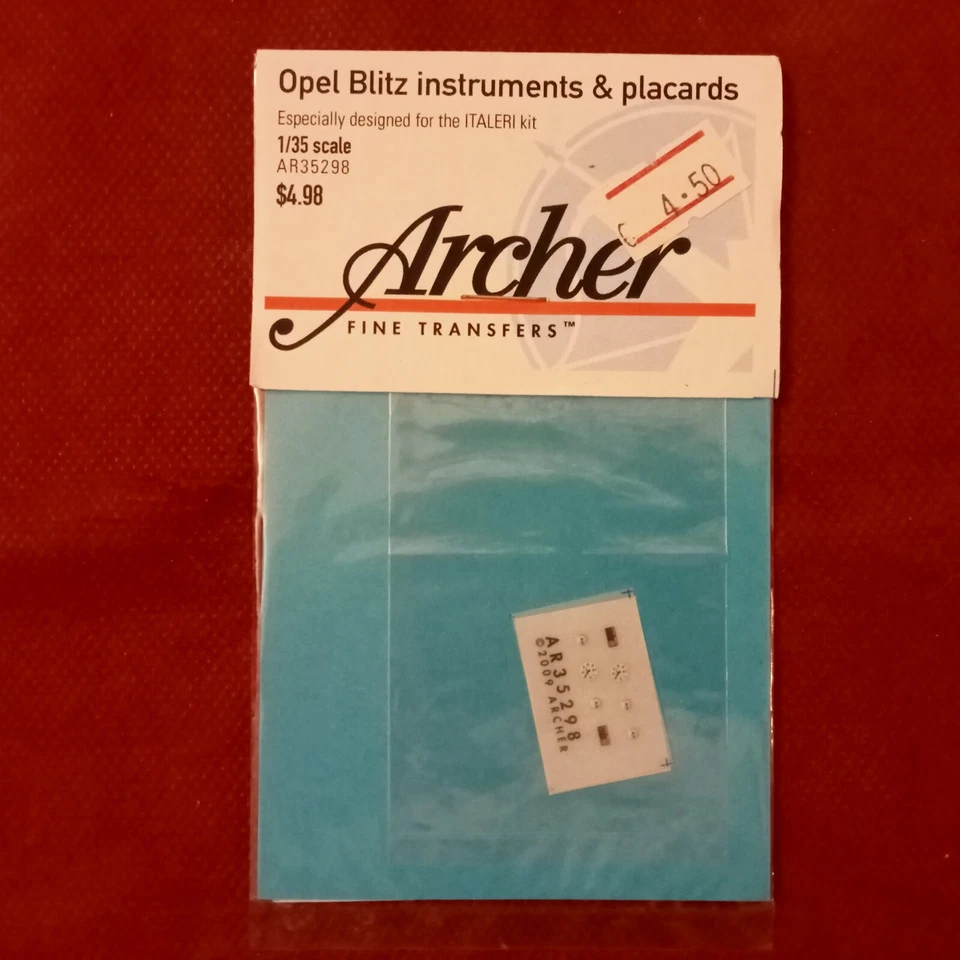 Opel Blitz instruments & placards
Especially designed for the ITALERI kit
1/35 scale
AR35298
$4.98
€ 4.50
Archer
FINE TRANSFERS™
AR35298
©2009 ARCHER